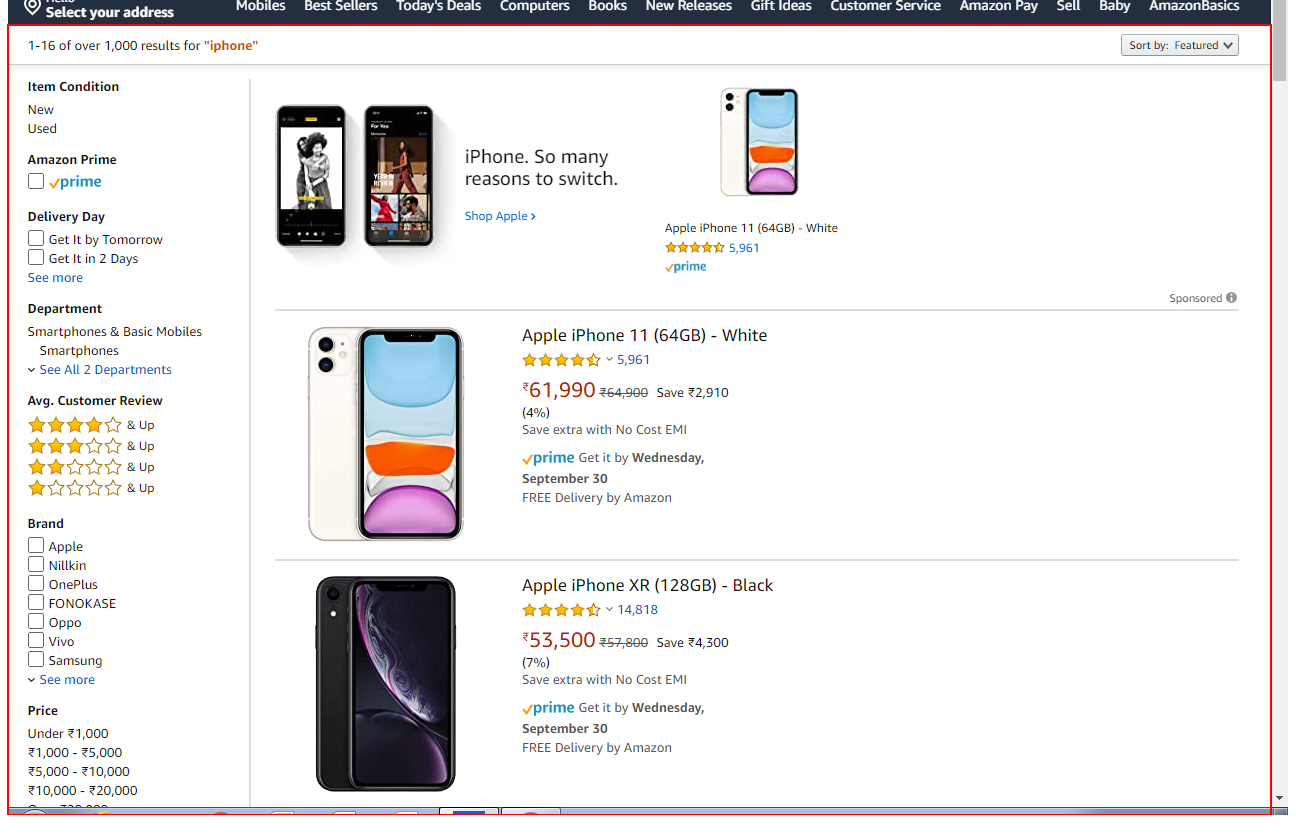 Hello
Select your address
Mobiles Best Sellers Today's Deals Computers Books New Releases Gift Ideas Customer Service Amazon Pay Sell Baby AmazonBasics
1-16 of over 1,000 results for "iphone"
Sort by: Featured
Item Condition
New
Used
Amazon Prime
prime
Delivery Day
Get It by Tomorrow
Get It in 2 Days
See more
Department
Smartphones & Basic Mobiles
Smartphones
See All 2 Departments
Avg. Customer Review
& Up
& Up
& Up
& Up
Brand
Apple
Nillkin
OnePlus
FONOKASE
Oppo
Vivo
Samsung
See more
Price
Under ₹1,000
₹1,000 - ₹5,000
₹5,000 - ₹10,000
₹10,000 - ₹20,000
For You
YEAR IN
REVIEW
iPhone. So many
reasons to switch.
Shop Apple
Apple iPhone 11 (64GB) - White
5,961
prime
Sponsored
Apple iPhone 11 (64GB) - White
5,961
₹61,990 ₹64,900 Save ₹2,910
(4%)
Save extra with No Cost EMI
prime Get it by Wednesday,
September 30
FREE Delivery by Amazon
Apple iPhone XR (128GB) - Black
14,818
₹53,500 ₹57,800 Save ₹4,300
(7%)
Save extra with No Cost EMI
prime Get it by Wednesday,
September 30
FREE Delivery by Amazon